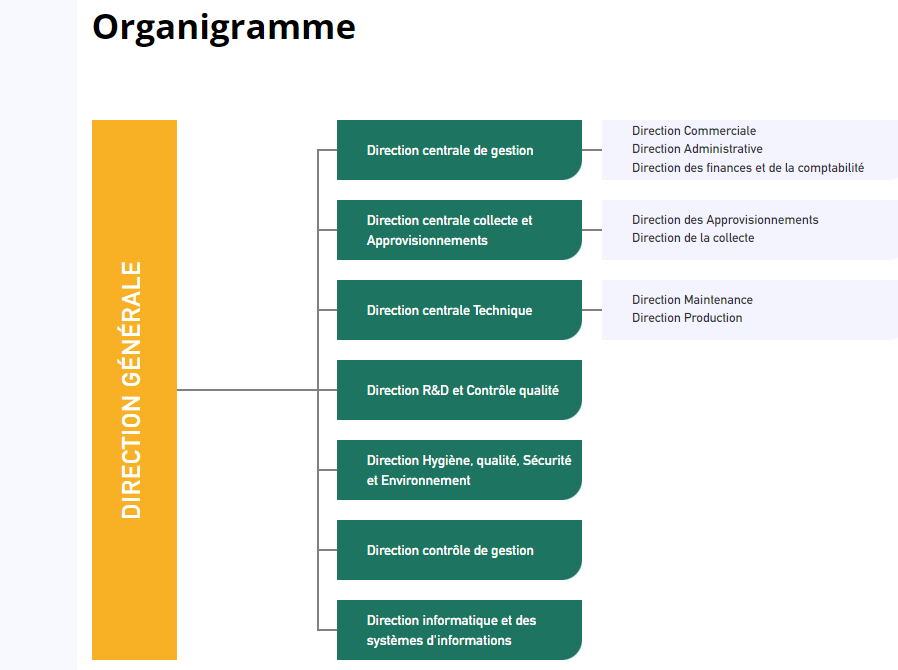 Organigramme
DIRECTION GÉNÉRALE
Direction centrale de gestion
Direction Commerciale
Direction Administrative
Direction des finances et de la comptabilité
Direction centrale collecte et
Approvisionnements
Direction des Approvisionnements
Direction de la collecte
Direction centrale Technique
Direction Maintenance
Direction Production
Direction R&D et Contrôle qualité
Direction Hygiène, qualité, Sécurité
et Environnement
Direction contrôle de gestion
Direction informatique et des
systèmes d'informations